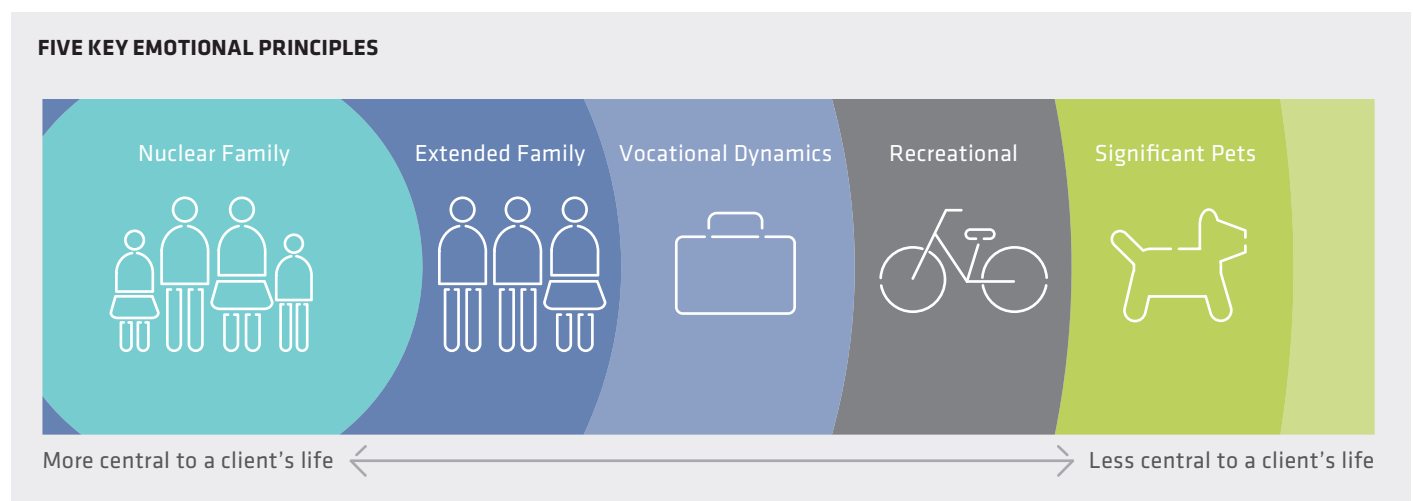 FIVE KEY EMOTIONAL PRINCIPLES
Nuclear Family
Extended Family
Vocational Dynamics
Recreational
Significant Pets
More central to a client’s life
Less central to a client’s life